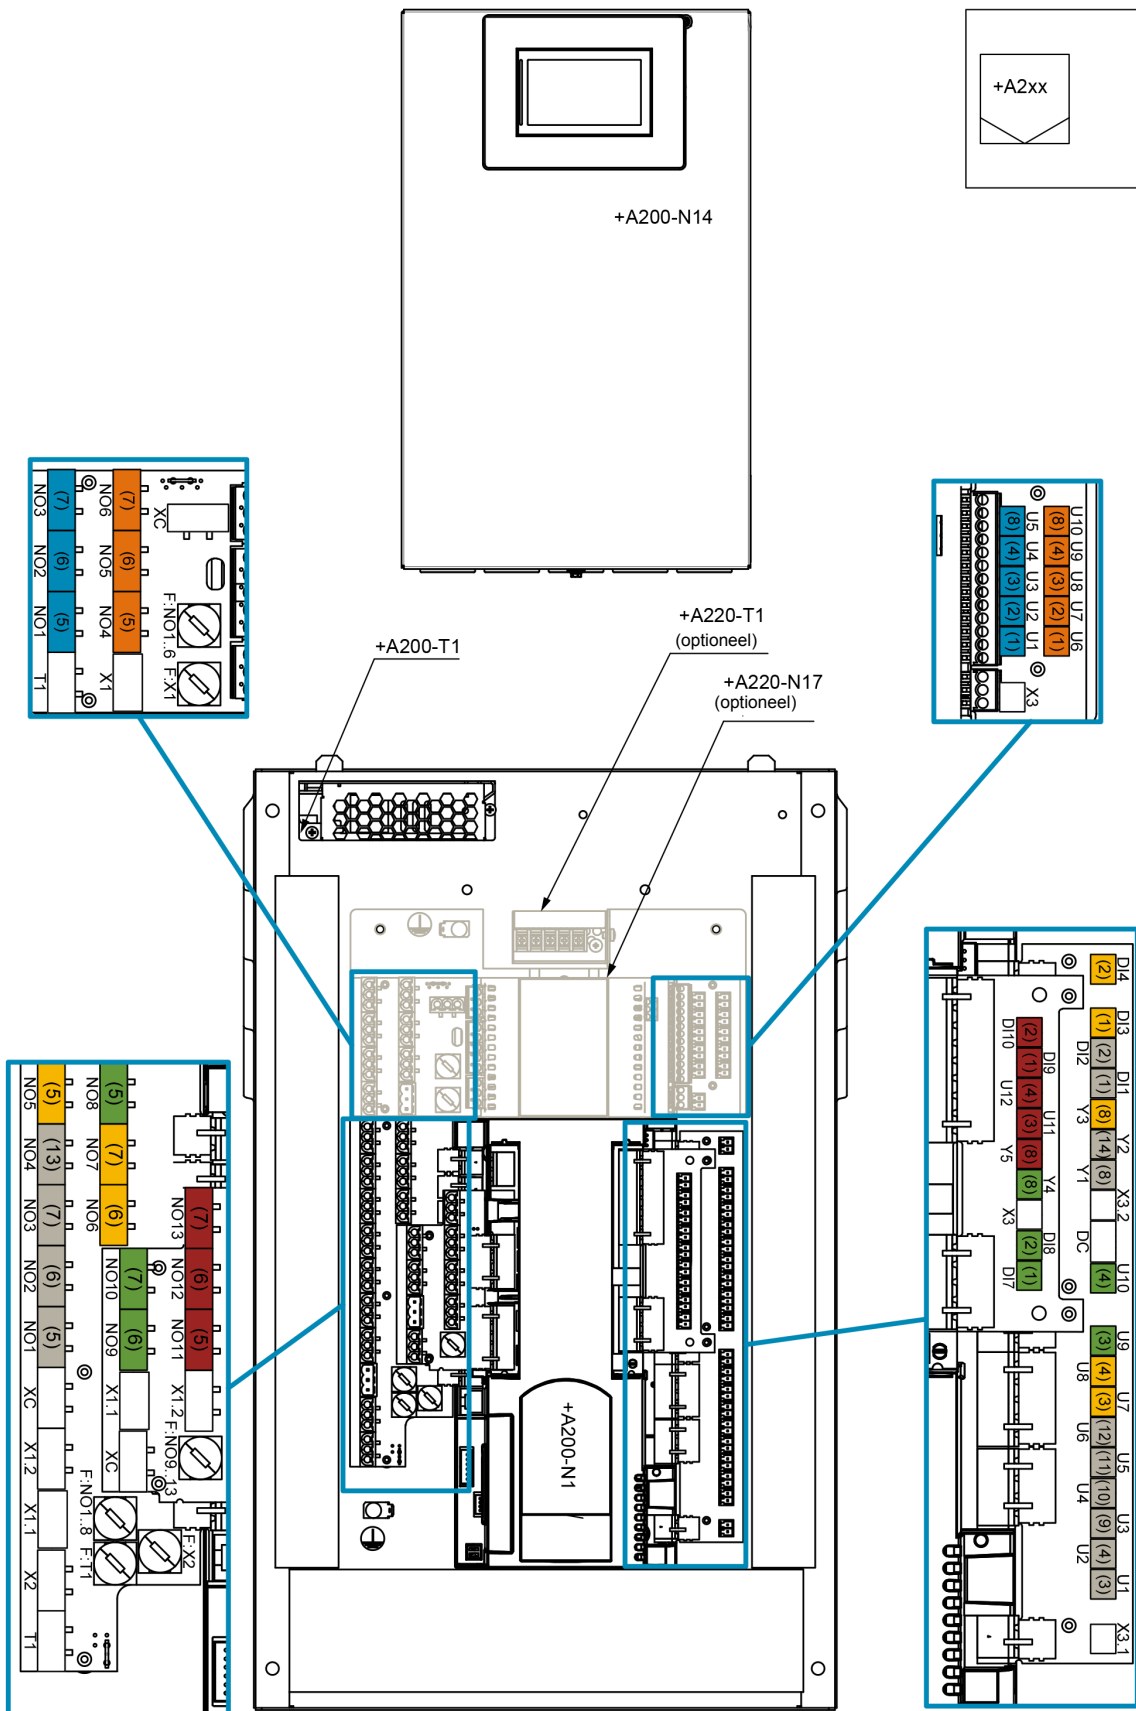 +A2xx
+A200-N14
+A220-T1
(optioneel)
+A200-T1
+A220-N17
(optioneel)
+A200-N1
NO3 NO2 NO1 T1
(7) (6) (5)
NO6 NO5 NO4 X1
(7) (6) (5)
XC
F:NO1..6 F:X1
U5 U4 U3 U2 U1
(8) (4) (3) (2) (1)
U10 U9 U8 U7 U6
(8) (4) (3) (2) (1)
X3
NO5 NO4 NO3 NO2 NO1 XC X1.2 X1.1 X2 T1
(5) (13) (7) (6) (5)
NO8 NO7 NO6
(5) (7) (6)
NO10 NO9 X1.1 XC
(7) (6)
NO13 NO12 NO11 X1.2
(7) (6) (5)
F:NO9..13
F:NO1..8 F:T1
F:X2
DI4
(2)
DI3 DI2 DI1 Y3 Y2 Y1 X3.2 DC U10
(1) (2) (1) (8) (14) (8) (4)
DI10 DI9 U12 U11 Y5 Y4 X3 DI8 DI7
(2) (1) (4) (3) (8) (8) (2) (1)
U9 U8 U7 U6 U5 U4 U3 U2 U1
(3) (4) (3) (12) (11) (10) (9) (4) (3)
X3.1